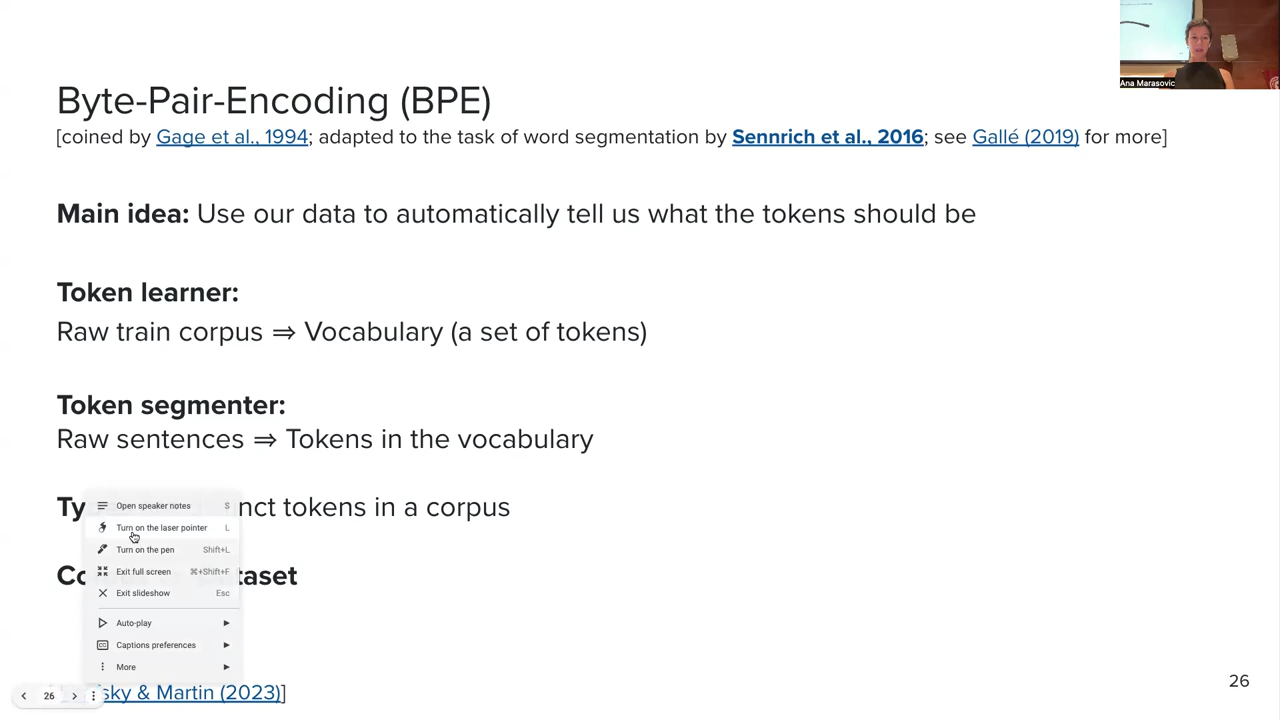 Ana Marasovic
Byte-Pair-Encoding (BPE)
[coined by Gage et al., 1994; adapted to the task of word segmentation by Sennrich et al., 2016; see Gallé (2019) for more]
Main idea: Use our data to automatically tell us what the tokens should be
Token learner:
Raw train corpus ⇒ Vocabulary (a set of tokens)
Token segmenter:
Raw sentences ⇒ Tokens in the vocabulary
Ty nct tokens in a corpus
Open speaker notes S
Turn on the laser pointer L
Turn on the pen Shift+L
Exit full screen ⌘+Shift+F
Co taset
Exit slideshow Esc
Auto-play
Captions preferences
More
26
sky & Martin (2023)]
26